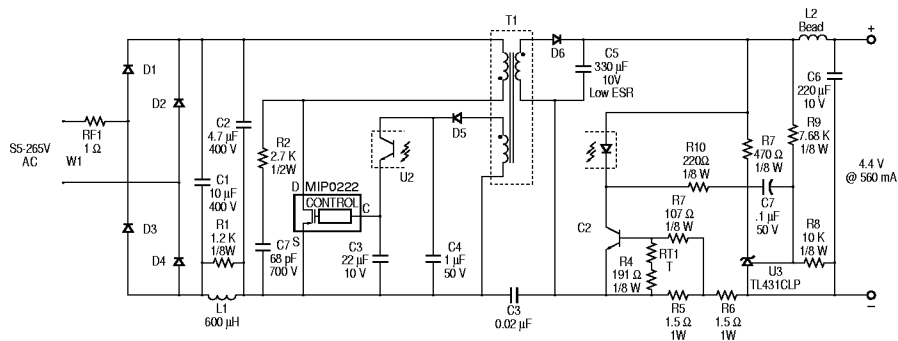 T1
L2
Bead
+
D1
D2
D6
C5
330 µF
10V
Low ESR
C6
220 µF
10 V
RF1
1 Ω
W1
S5-265V
AC
C2
4.7 µF
400 V
R2
2.7 K
1/2W
D5
U2
R10
220Ω
1/8 W
R7
470 Ω
1/8 W
R9
7.68 K
1/8 W
4.4 V
@ 560 mA
C1
10 µF
400 V
D
MIP0222
CONTROL
C
S
C7
.1 µF
50 V
D3
D4
R1
1.2 K
1/8W
C7
68 pF
700 V
C3
22 µF
10 V
C4
1 µF
50 V
C2
R7
107 Ω
1/8 W
RT1
T
R4
191 Ω
1/8 W
R8
10 K
1/8 W
U3
TL431CLP
L1
600 µH
C3
0.02 µF
R5
1.5 Ω
1W
R6
1.5 Ω
1W
–